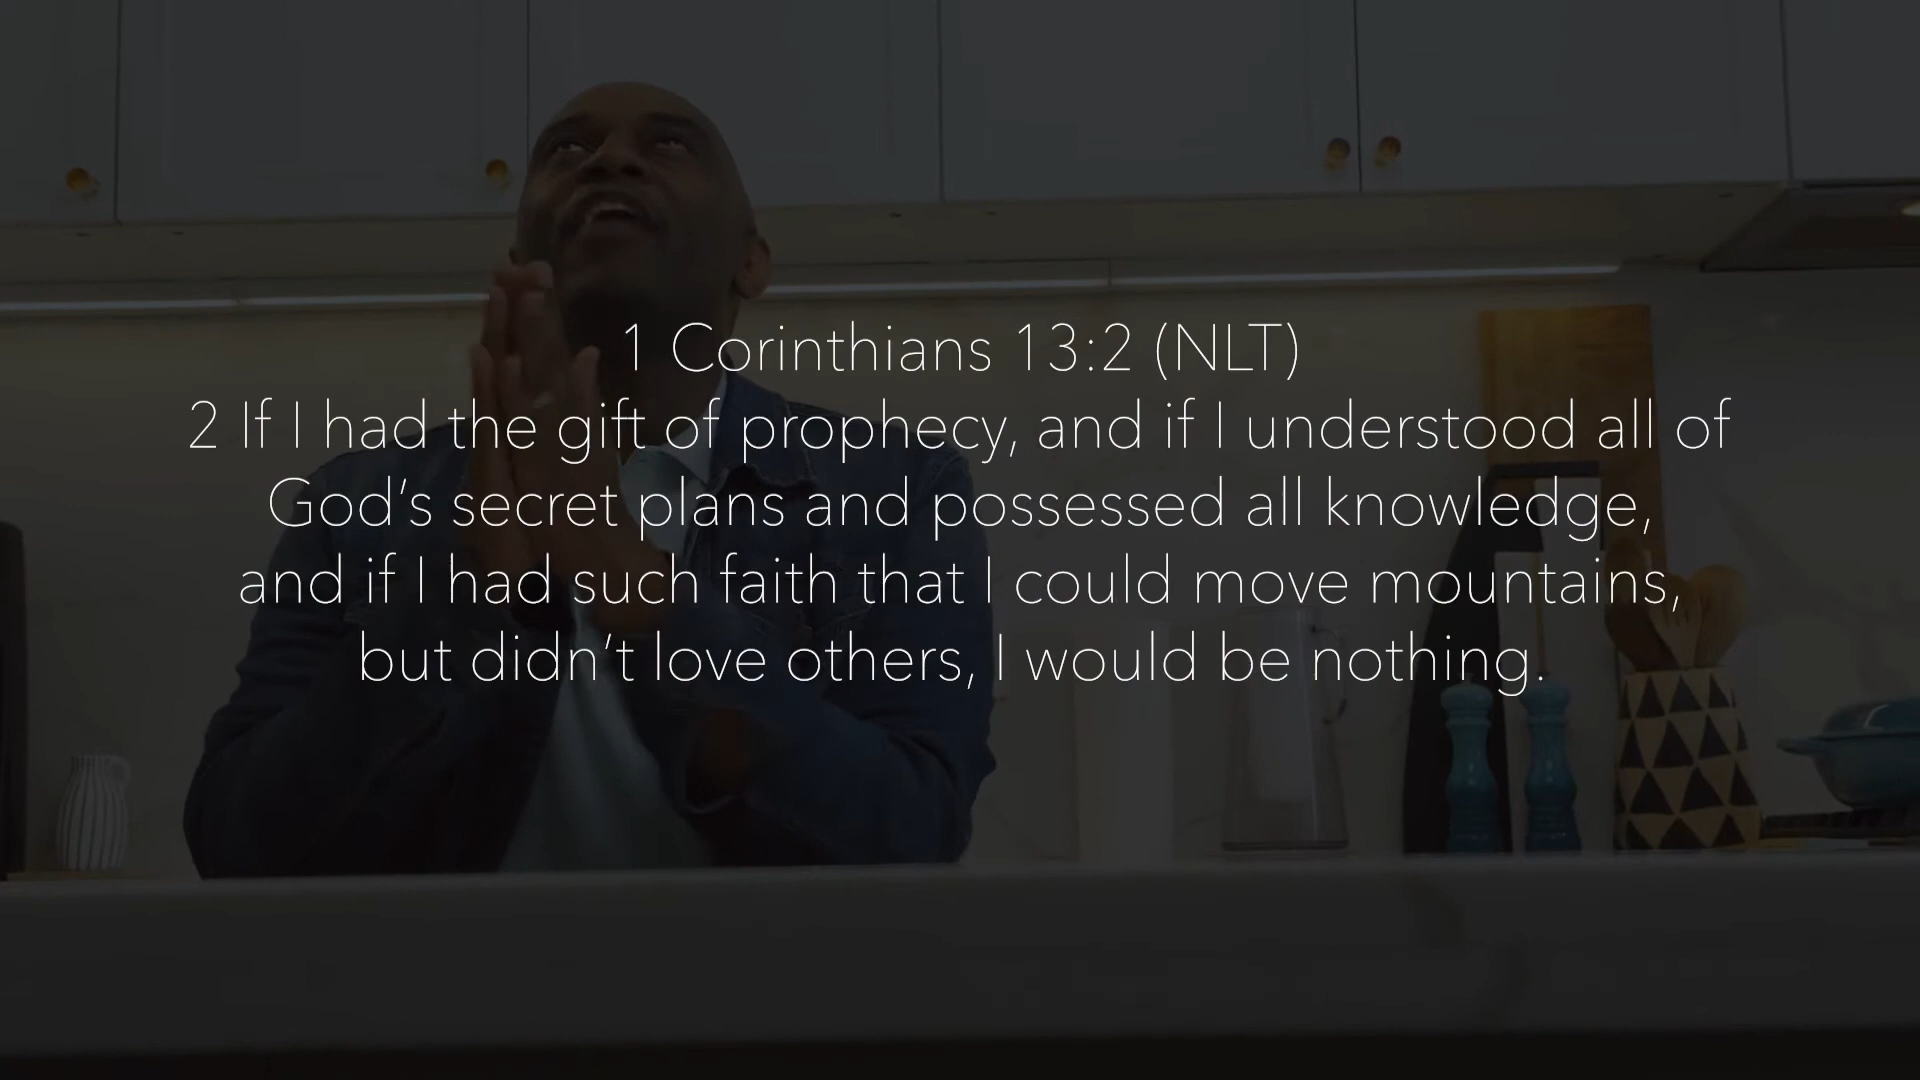 1 Corinthians 13:2 (NLT)
2 If I had the gift of prophecy, and if I understood all of
God’s secret plans and possessed all knowledge,
and if I had such faith that I could move mountains,
but didn’t love others, I would be nothing.